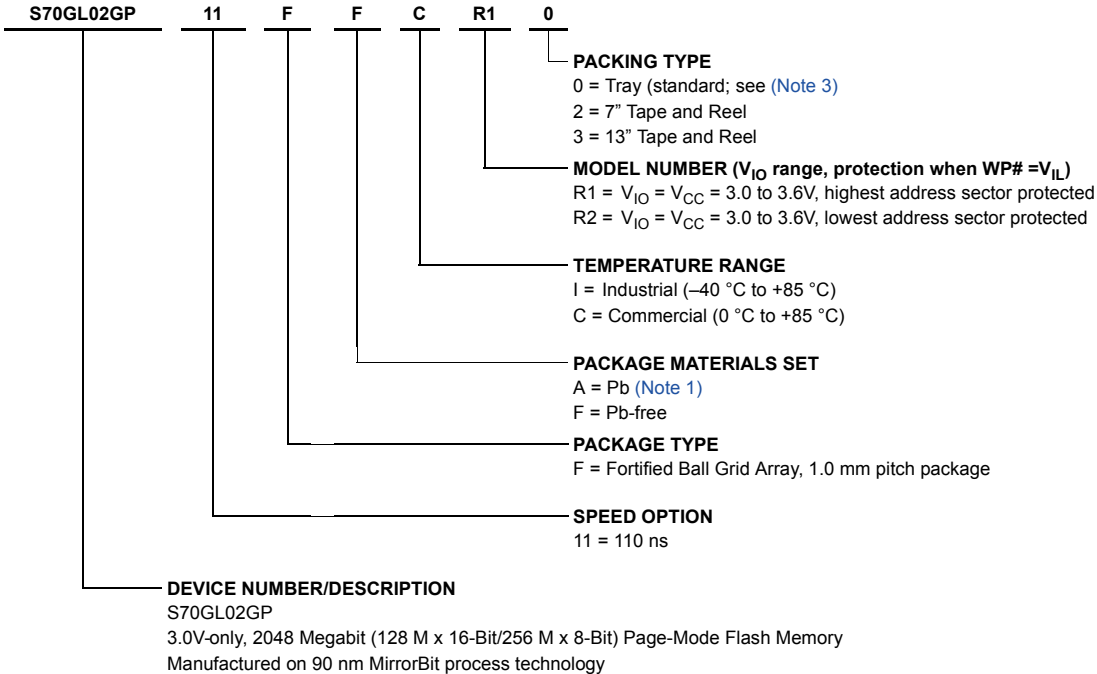 S70GL02GP 11 F F C R1 0
PACKING TYPE
0 = Tray (standard; see (Note 3)
2 = 7” Tape and Reel
3 = 13” Tape and Reel
MODEL NUMBER (VIO range, protection when WP# =VIL)
R1 = VIO = VCC = 3.0 to 3.6V, highest address sector protected
R2 = VIO = VCC = 3.0 to 3.6V, lowest address sector protected
TEMPERATURE RANGE
I = Industrial (–40 °C to +85 °C)
C = Commercial (0 °C to +85 °C)
PACKAGE MATERIALS SET
A = Pb (Note 1)
F = Pb-free
PACKAGE TYPE
F = Fortified Ball Grid Array, 1.0 mm pitch package
SPEED OPTION
11 = 110 ns
DEVICE NUMBER/DESCRIPTION
S70GL02GP
3.0V-only, 2048 Megabit (128 M x 16-Bit/256 M x 8-Bit) Page-Mode Flash Memory
Manufactured on 90 nm MirrorBit process technology